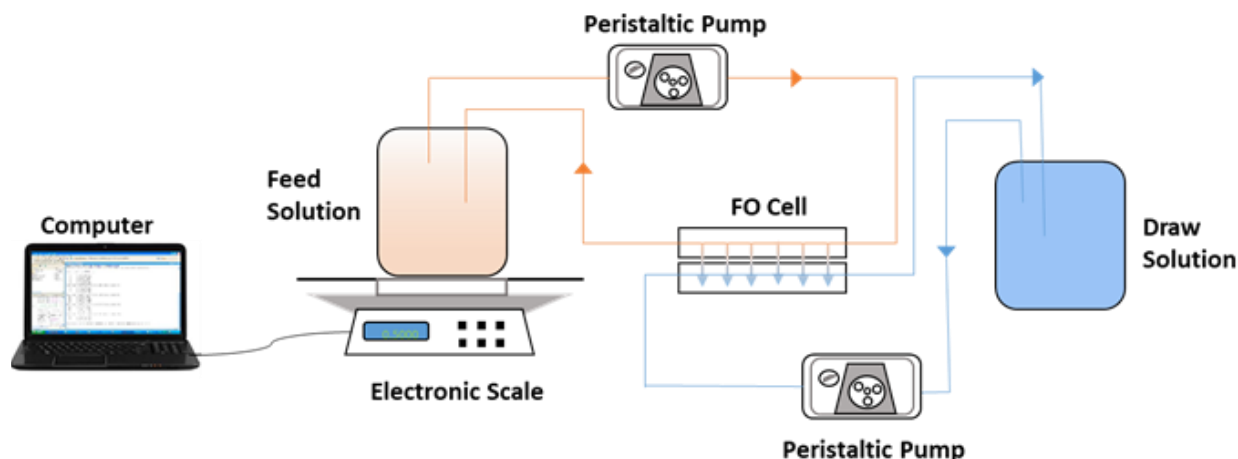 Peristaltic Pump
Feed
Solution
FO Cell
Computer
Draw
Solution
0.5000
Electronic Scale
Peristaltic Pump